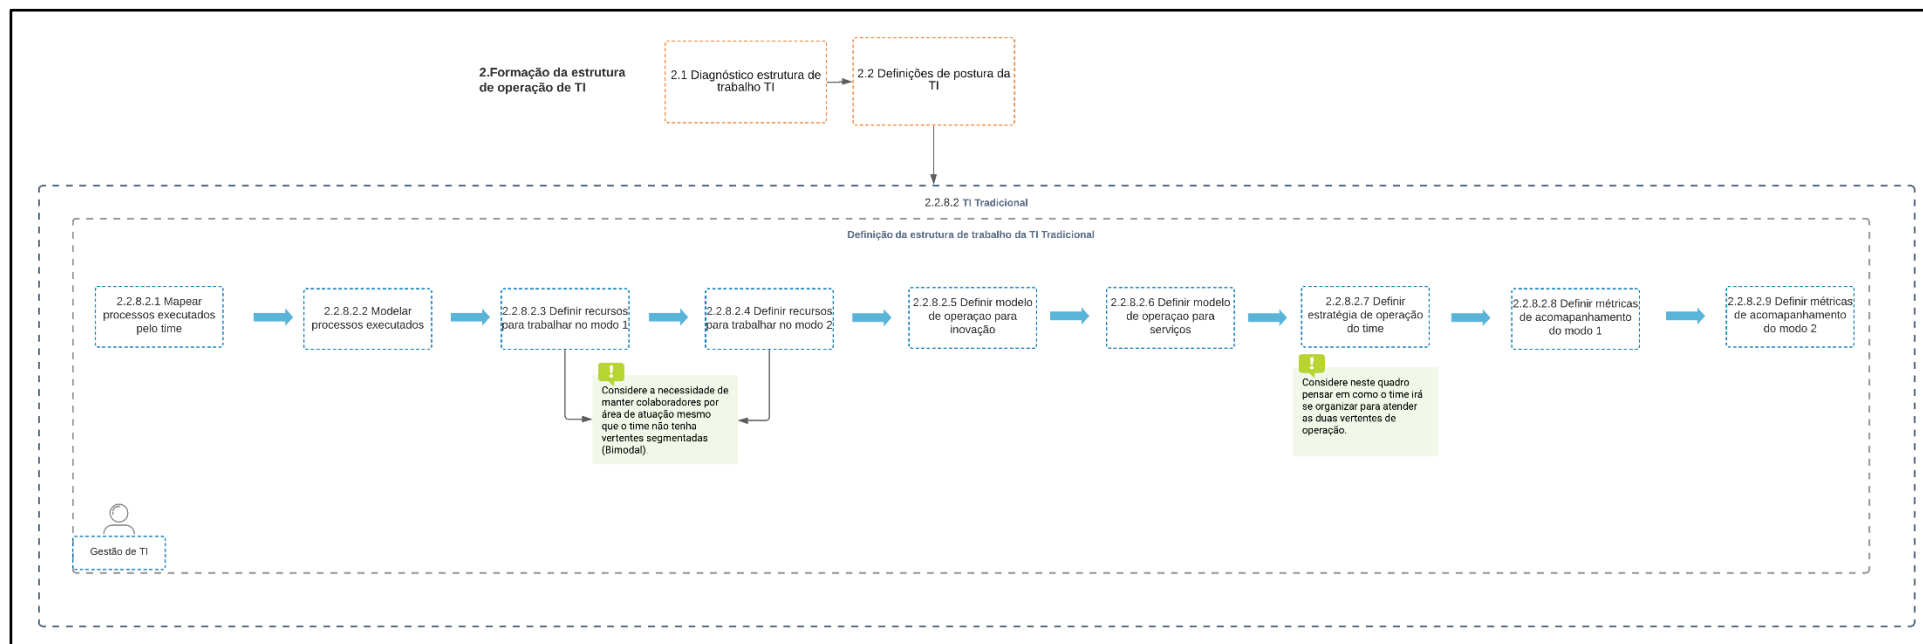 2.Formação da estrutura
de operação de TI
2.1 Diagnóstico estrutura de
trabalho TI
2.2 Definições de postura da
TI
2.2.8.2 TI Tradicional
Definição da estrutura de trabalho da TI Tradicional
2.2.8.2.1 Mapear
processos executados
pelo time
2.2.8.2.2 Modelar
processos executados
2.2.8.2.3 Definir recursos
para trabalhar no modo 1
2.2.8.2.4 Definir recursos
para trabalhar no modo 2
2.2.8.2.5 Definir modelo
de operaçao para
inovação
2.2.8.2.6 Definir modelo
de operaçao para
serviços
2.2.8.2.7 Definir
estratégia de operação
do time
2.2.8.2.8 Definir métricas
de acomapanhamento
do modo 1
2.2.8.2.9 Definir métricas
de acomapanhamento
do modo 2
Considere a necessidade de
manter colaboradores por
área de atuação mesmo
que o time não tenha
vertentes segmentadas
(Bimodal).
Considere neste quadro
pensar em como o time irá
se organizar para atender
as duas vertentes de
operação.
Gestão de TI